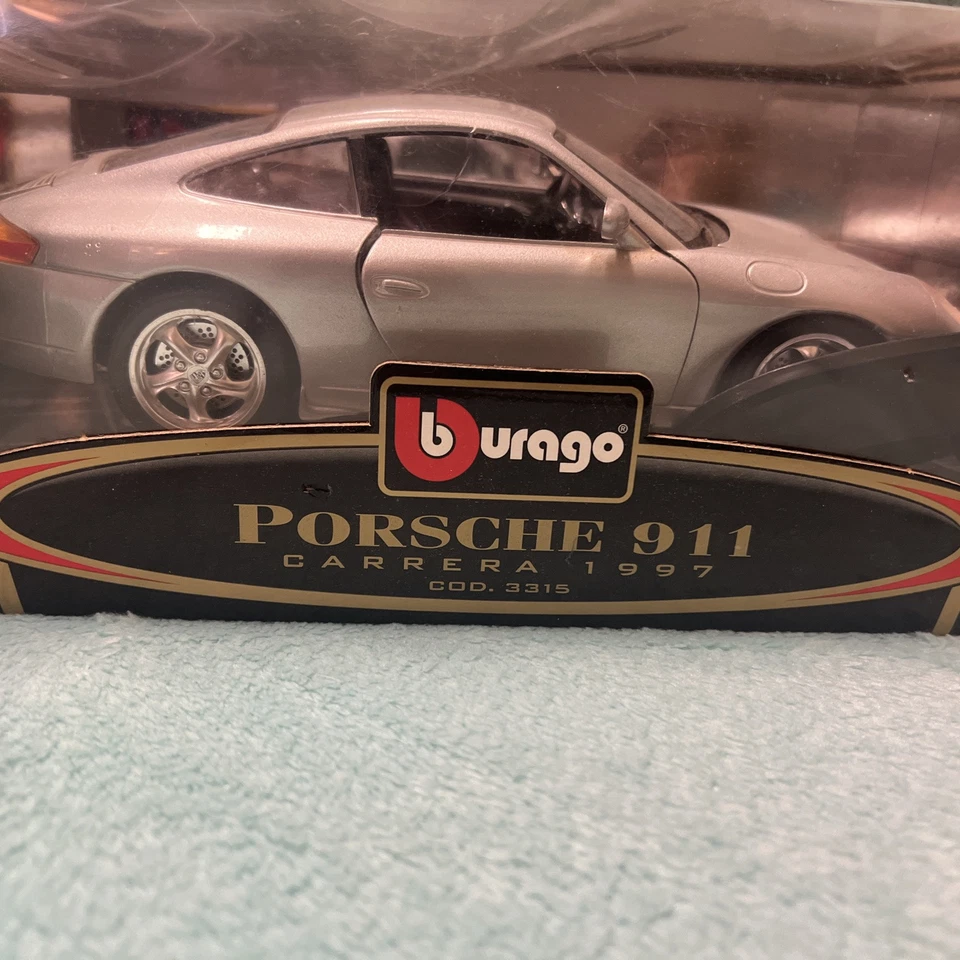 burago®
PORSCHE 911
CARRERA 1997
COD. 3315